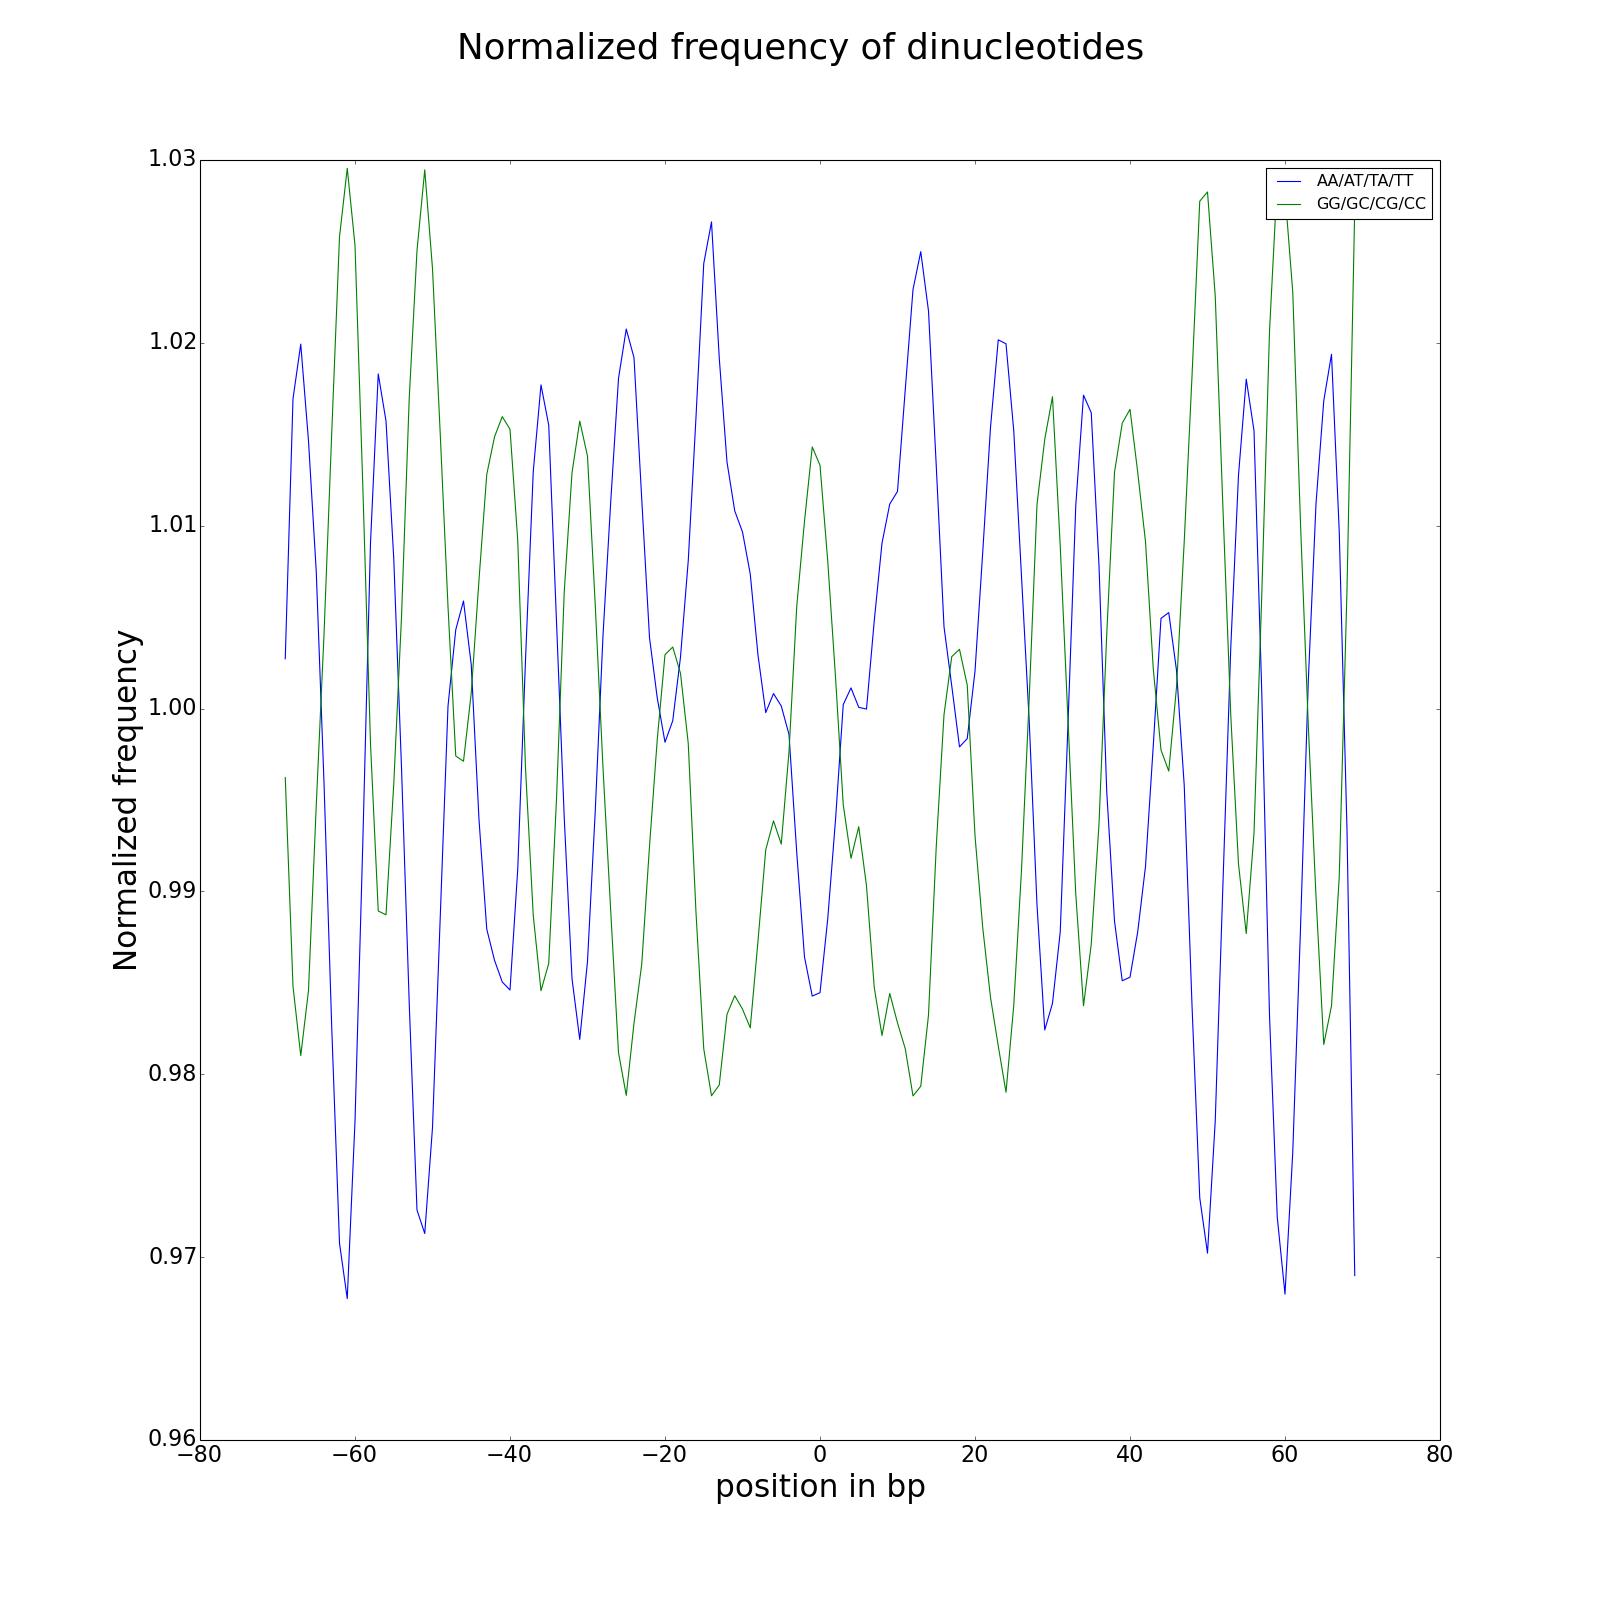 Normalized frequency of dinucleotides
1.03
1.02
1.01
1.00
0.99
0.98
0.97
0.96
Normalized frequency
AA/AT/TA/TT
GG/GC/CG/CC
−80 −60 −40 −20 0 20 40 60 80
position in bp